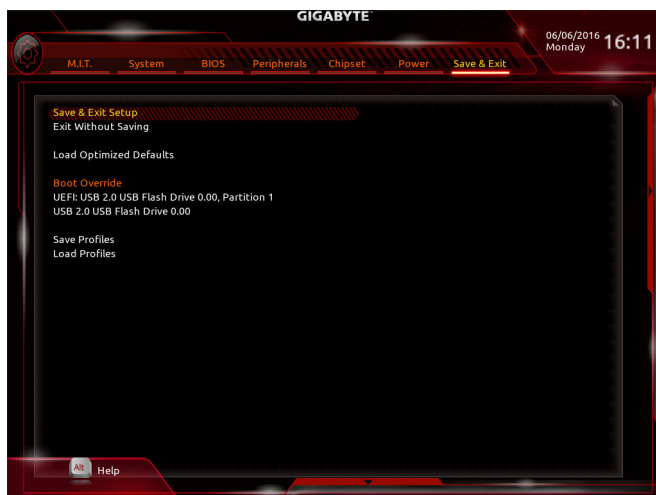 GIGABYTE™
06/06/2016
Monday
16:11
M.I.T. System BIOS Peripherals Chipset Power Save & Exit
Save & Exit Setup
Exit Without Saving
Load Optimized Defaults
Boot Override
UEFI: USB 2.0 USB Flash Drive 0.00, Partition 1
USB 2.0 USB Flash Drive 0.00
Save Profiles
Load Profiles
Alt Help